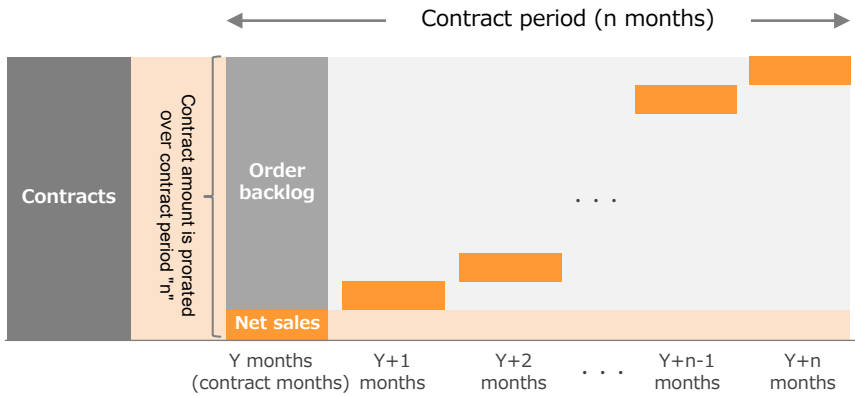 Contract period (n months)
Contracts
Contract amount is prorated
over contract period "n"
Order
backlog
. . .
Net sales
Y months
(contract months)
Y+1
months
Y+2
months
. . .
Y+n-1
months
Y+n
months